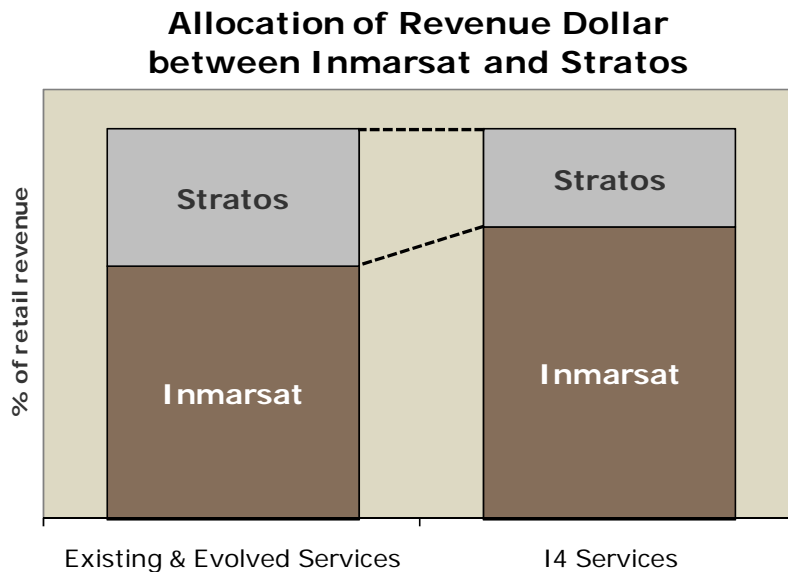 Allocation of Revenue Dollar
between Inmarsat and Stratos
% of retail revenue
Stratos
Stratos
Inmarsat
Inmarsat
Existing & Evolved Services
I4 Services